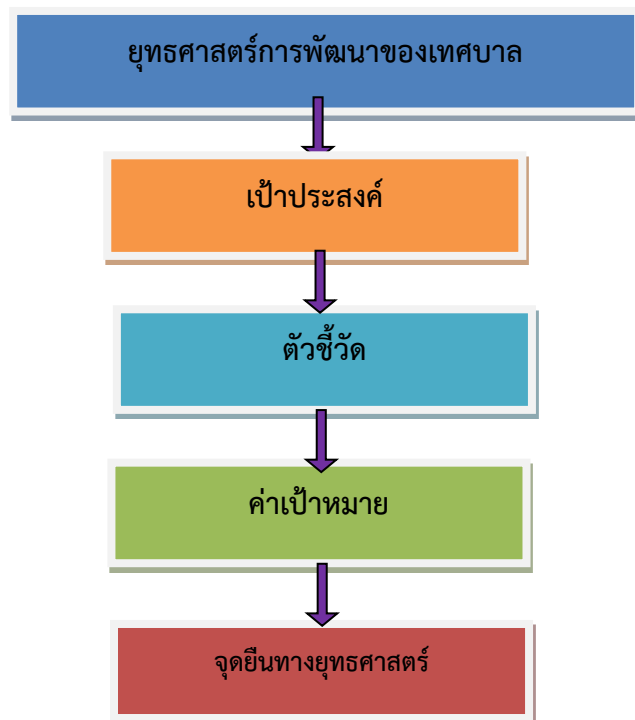 ยุทธศาสตร์การพัฒนาของเทศบาล
เป้าประสงค์
ตัวชี้วัด
ค่าเป้าหมาย
จุดยืนทางยุทธศาสตร์